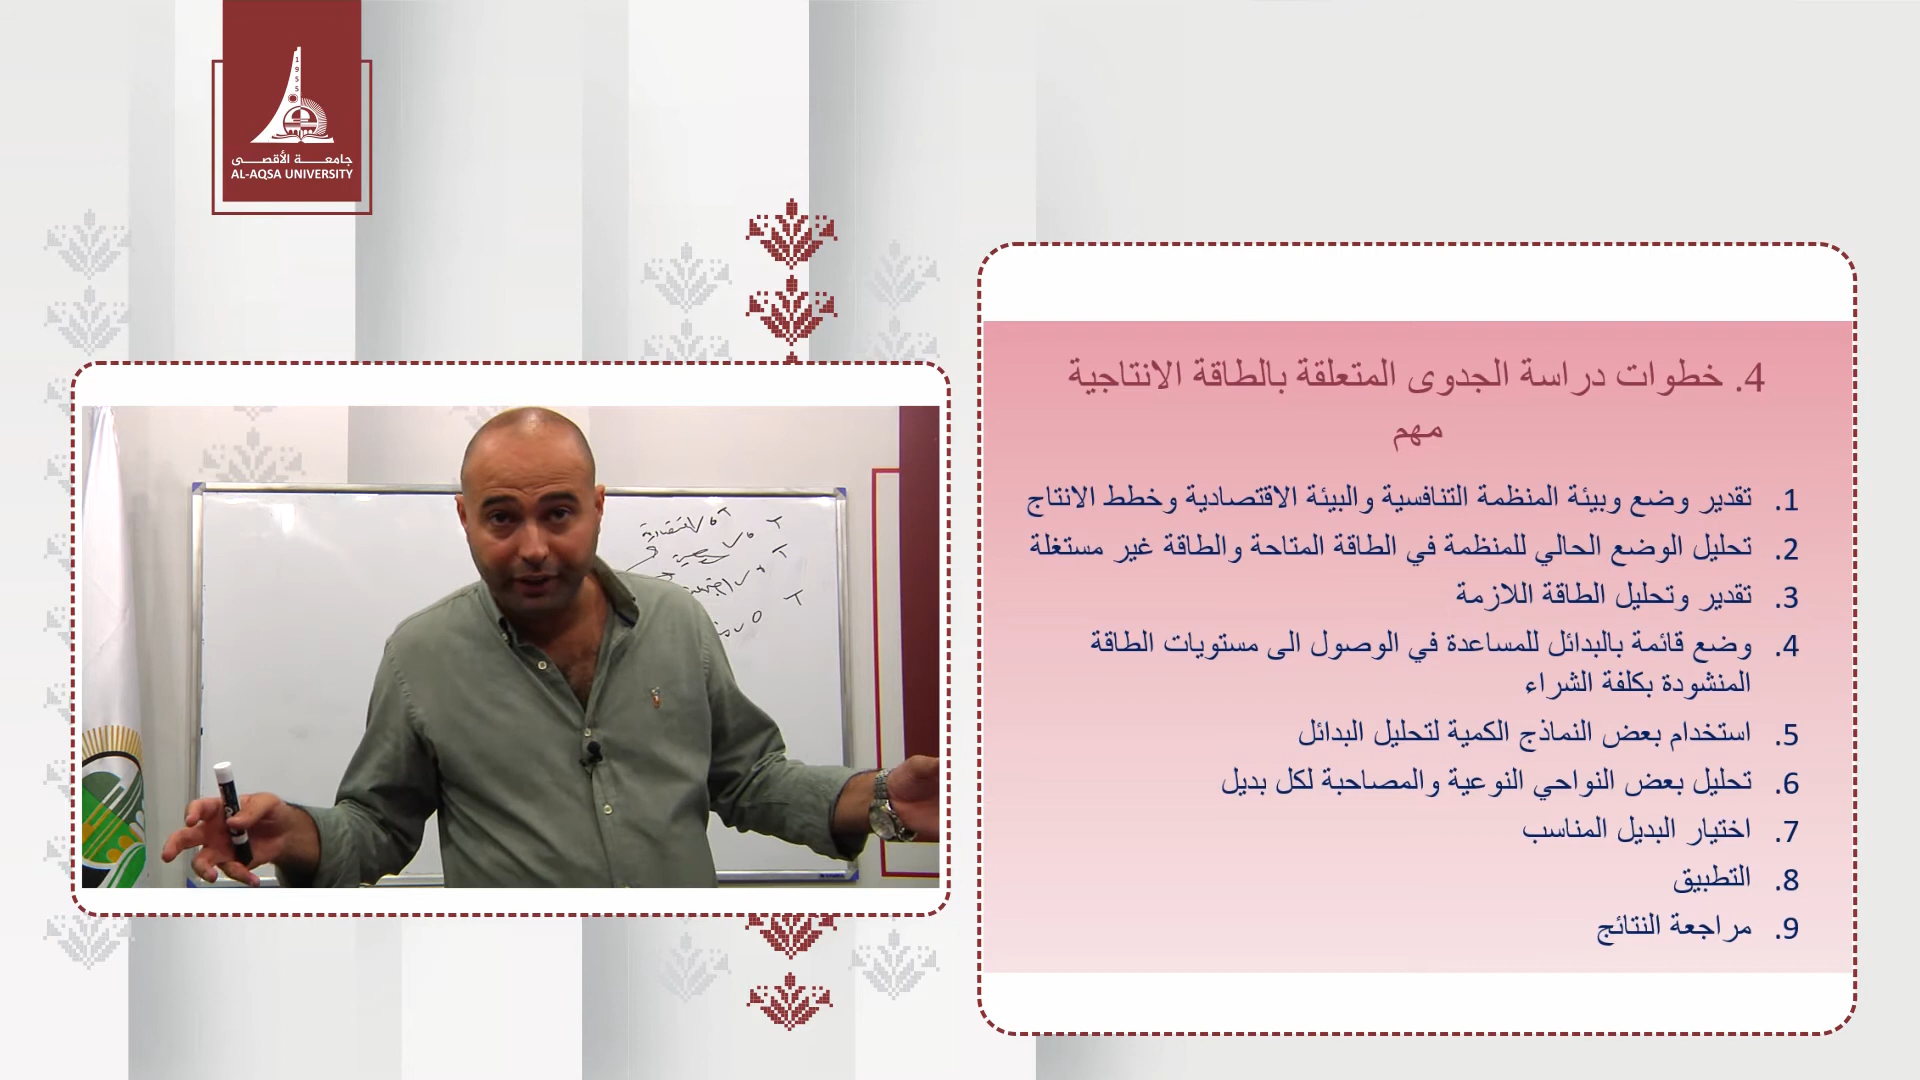 1955
جامعة الأقصى
AL-AQSA UNIVERSITY
4. خطوات دراسة الجدوى المتعلقة بالطاقة الانتاجية
مهم
1. تقدير وضع وبيئة المنظمة التنافسية والبيئة الاقتصادية وخطط الانتاج
2. تحليل الوضع الحالي للمنظمة في الطاقة المتاحة والطاقة غير مستغلة
3. تقدير وتحليل الطاقة اللازمة
4. وضع قائمة بالبدائل للمساعدة في الوصول الى مستويات الطاقة
المنشودة بكلفة الشراء
5. استخدام بعض النماذج الكمية لتحليل البدائل
6. تحليل بعض النواحي النوعية والمصاحبة لكل بديل
7. اختيار البديل المناسب
8. التطبيق
9. مراجعة النتائج